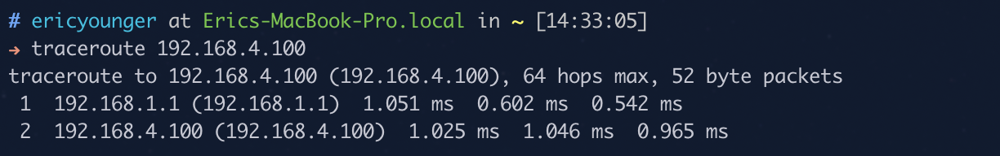 # ericyounger at Erics-MacBook-Pro.local in ~ [14:33:05]
→ traceroute 192.168.4.100
traceroute to 192.168.4.100 (192.168.4.100), 64 hops max, 52 byte packets
 1  192.168.1.1 (192.168.1.1)  1.051 ms  0.602 ms  0.542 ms
 2  192.168.4.100 (192.168.4.100)  1.025 ms  1.046 ms  0.965 ms